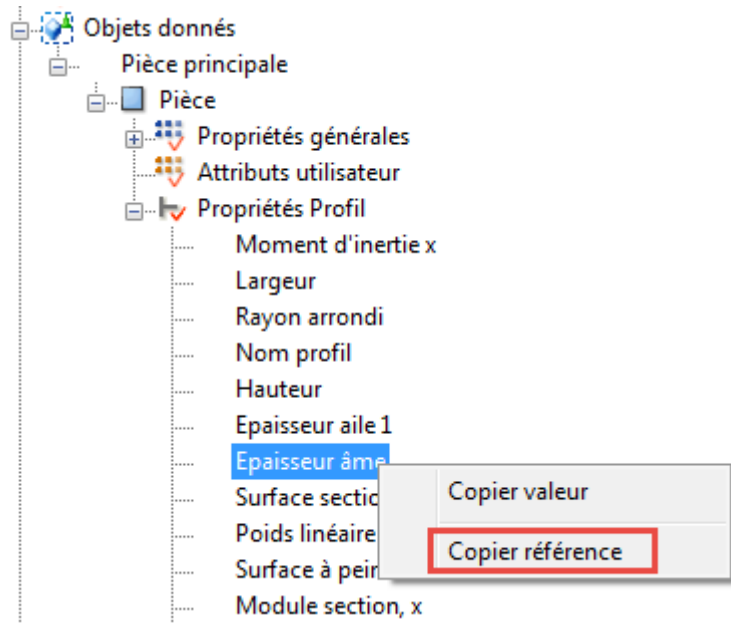 Objets donnés
Pièce principale
Pièce
Propriétés générales
Attributs utilisateur
Propriétés Profil
Moment d'inertie x
Largeur
Rayon arrondi
Nom profil
Hauteur
Epaisseur aile 1
Epaisseur âme
Copier valeur
Surface
Poids linéaire
Copier référence
Surface à
Module section, x